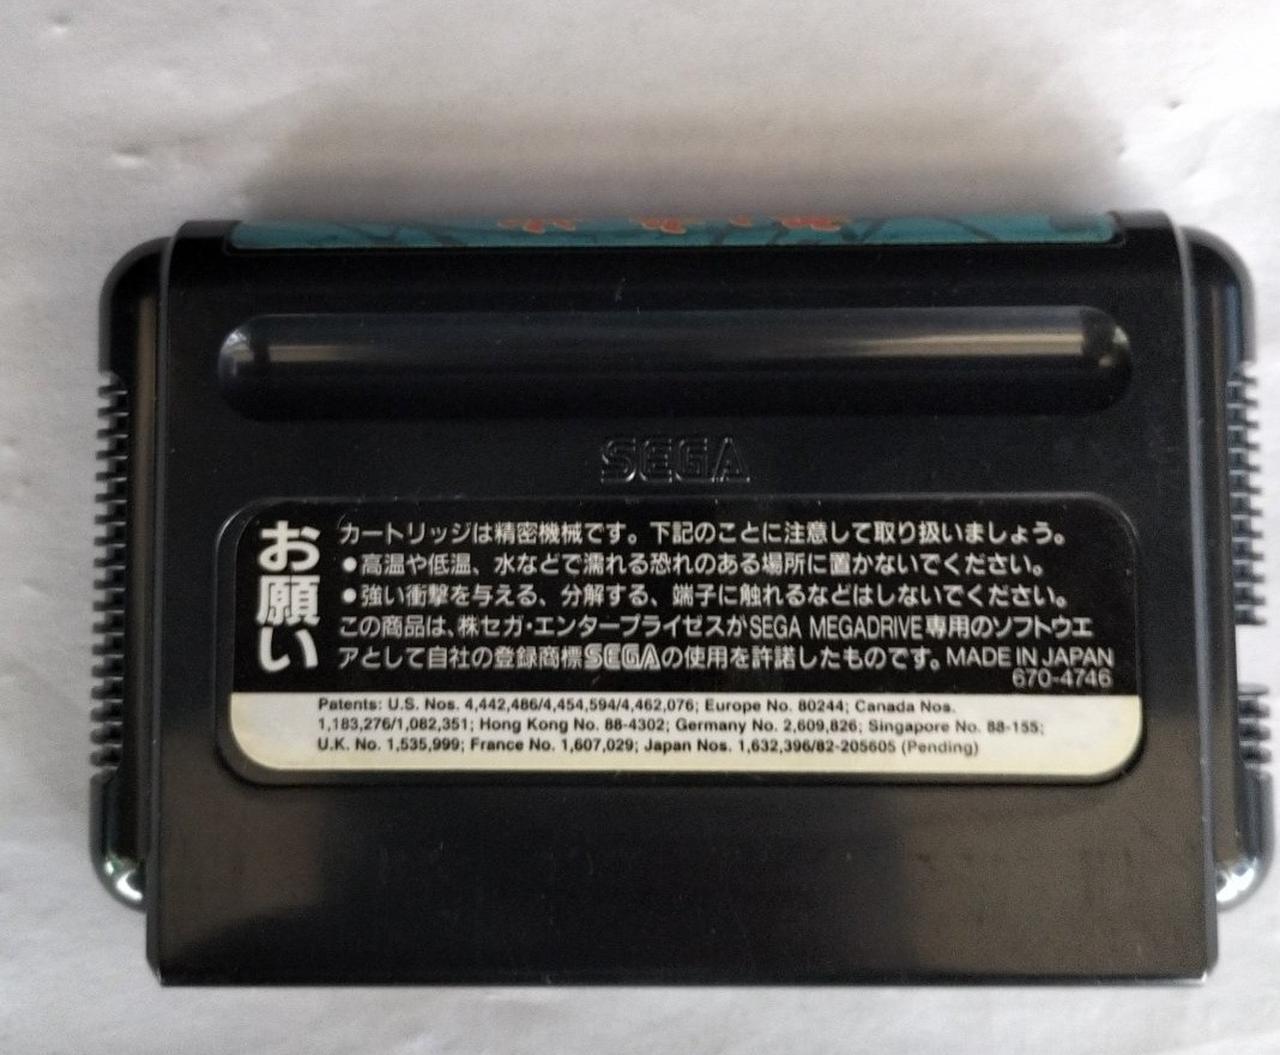 SEGA
お願い
カートリッジは精密機械です。下記のことに注意して取り扱いましょう。
●高温や低温、水などで濡れる恐れのある場所に置かないでください。
●強い衝撃を与える、分解する、端子に触れるなどはしないでください。
この商品は、株セガ・エンタープライゼスがSEGA MEGADRIVE専用のソフトウエ
アとして自社の登録商標SEGAの使用を許諾したものです。MADE IN JAPAN
670-4746
Patents: U.S. Nos. 4,442,486/4,454,594/4,462,076; Europe No. 80244; Canada Nos.
1,183,276/1,082,351; Hong Kong No. 88-4302; Germany No. 2,609,826; Singapore No. 88-155;
U.K. No. 1,535,999; France No. 1,607,029; Japan Nos. 1,632,396/82-205605 (Pending)